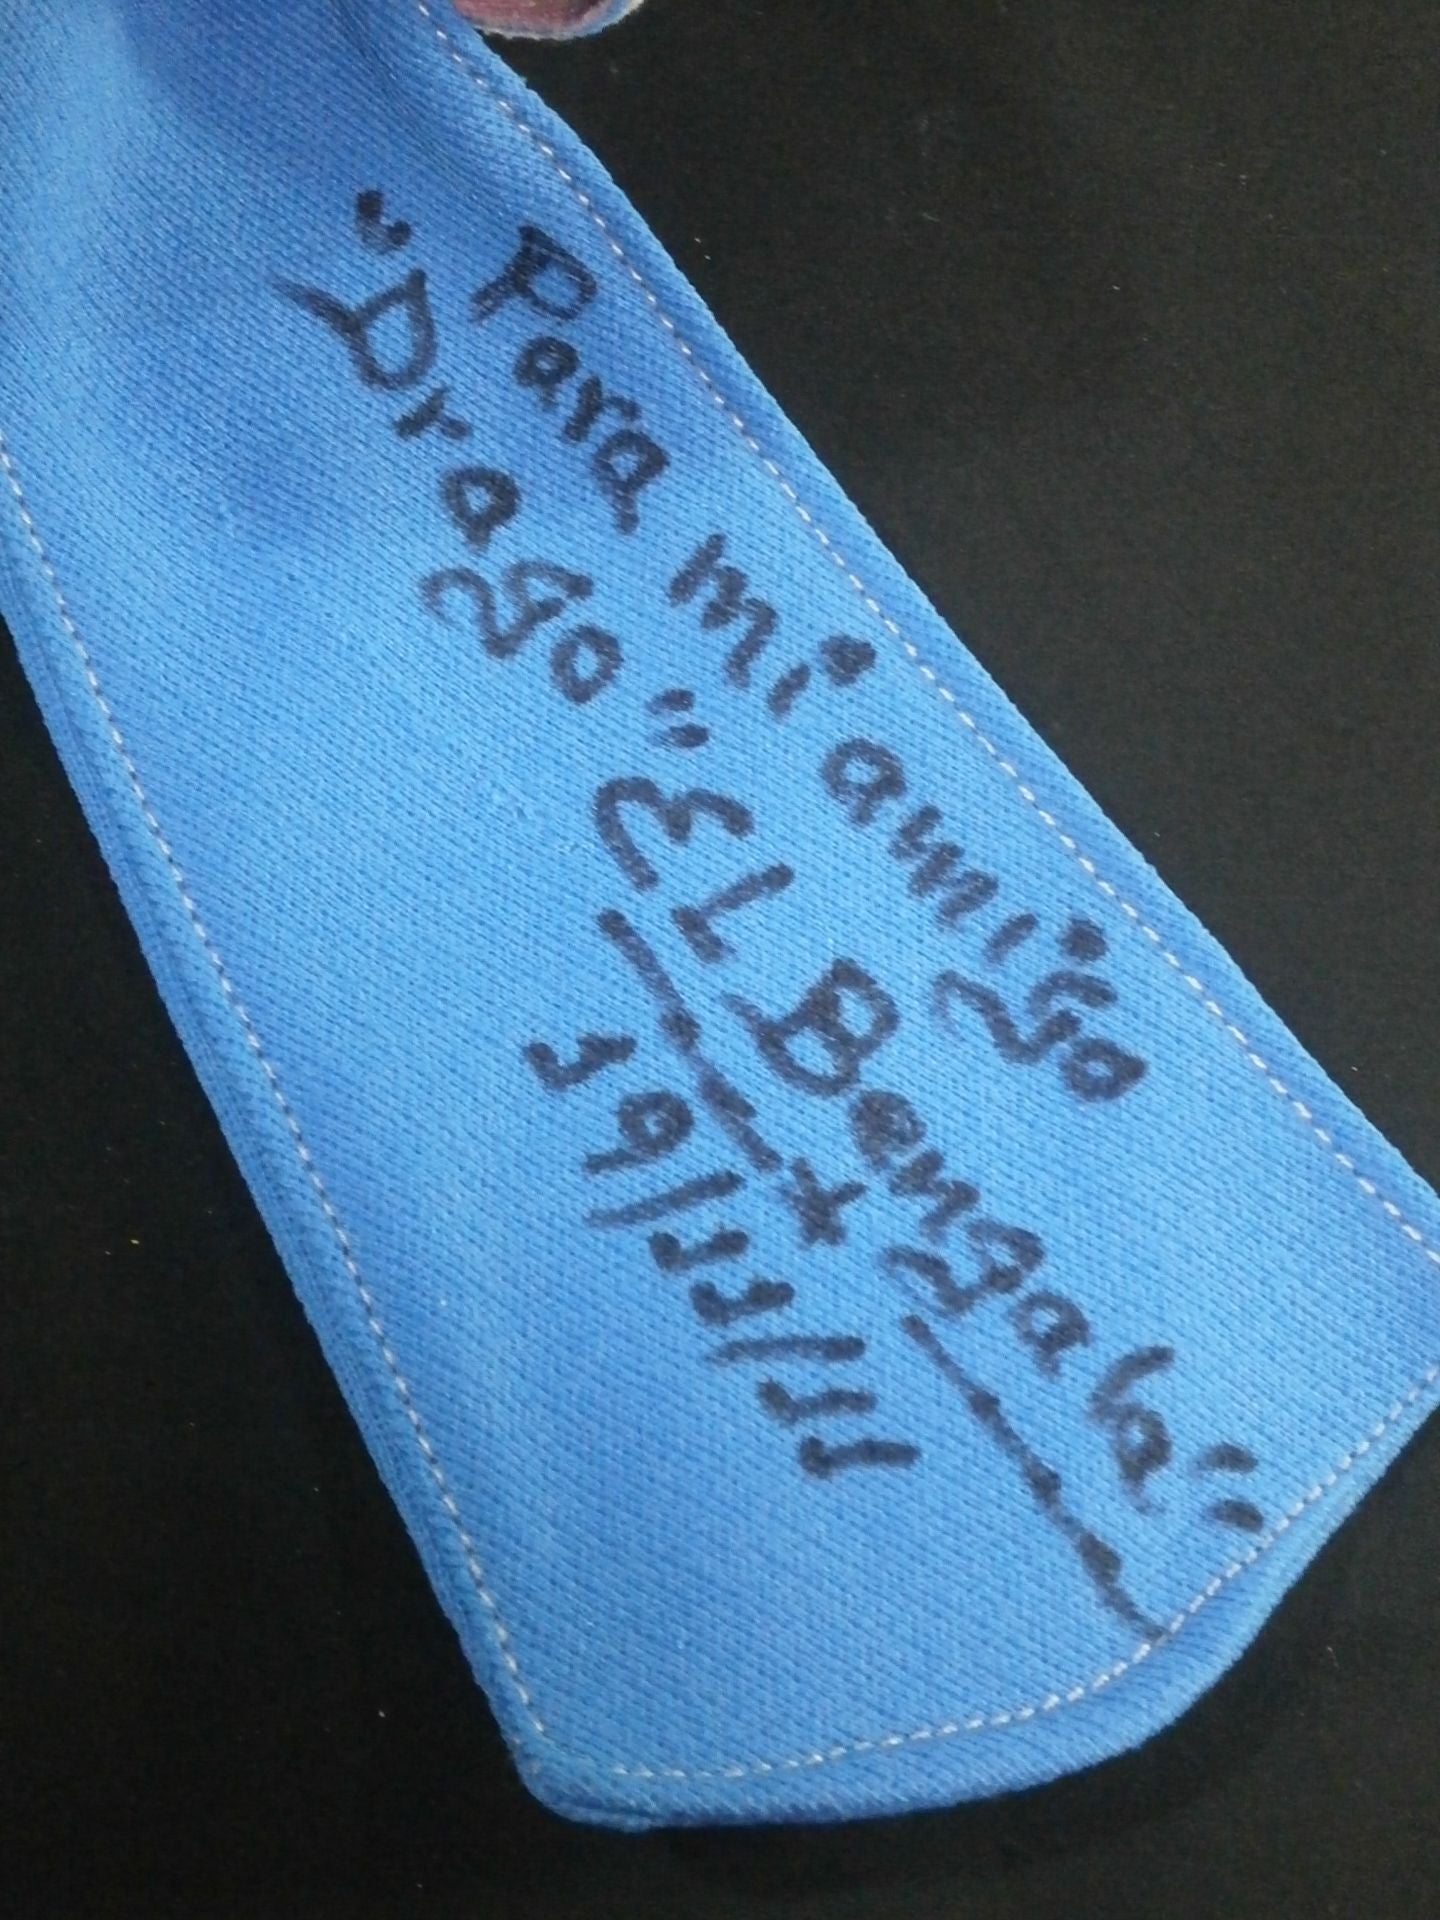 Para mi amigo
"Drago" EL Bengala"
19/11/11